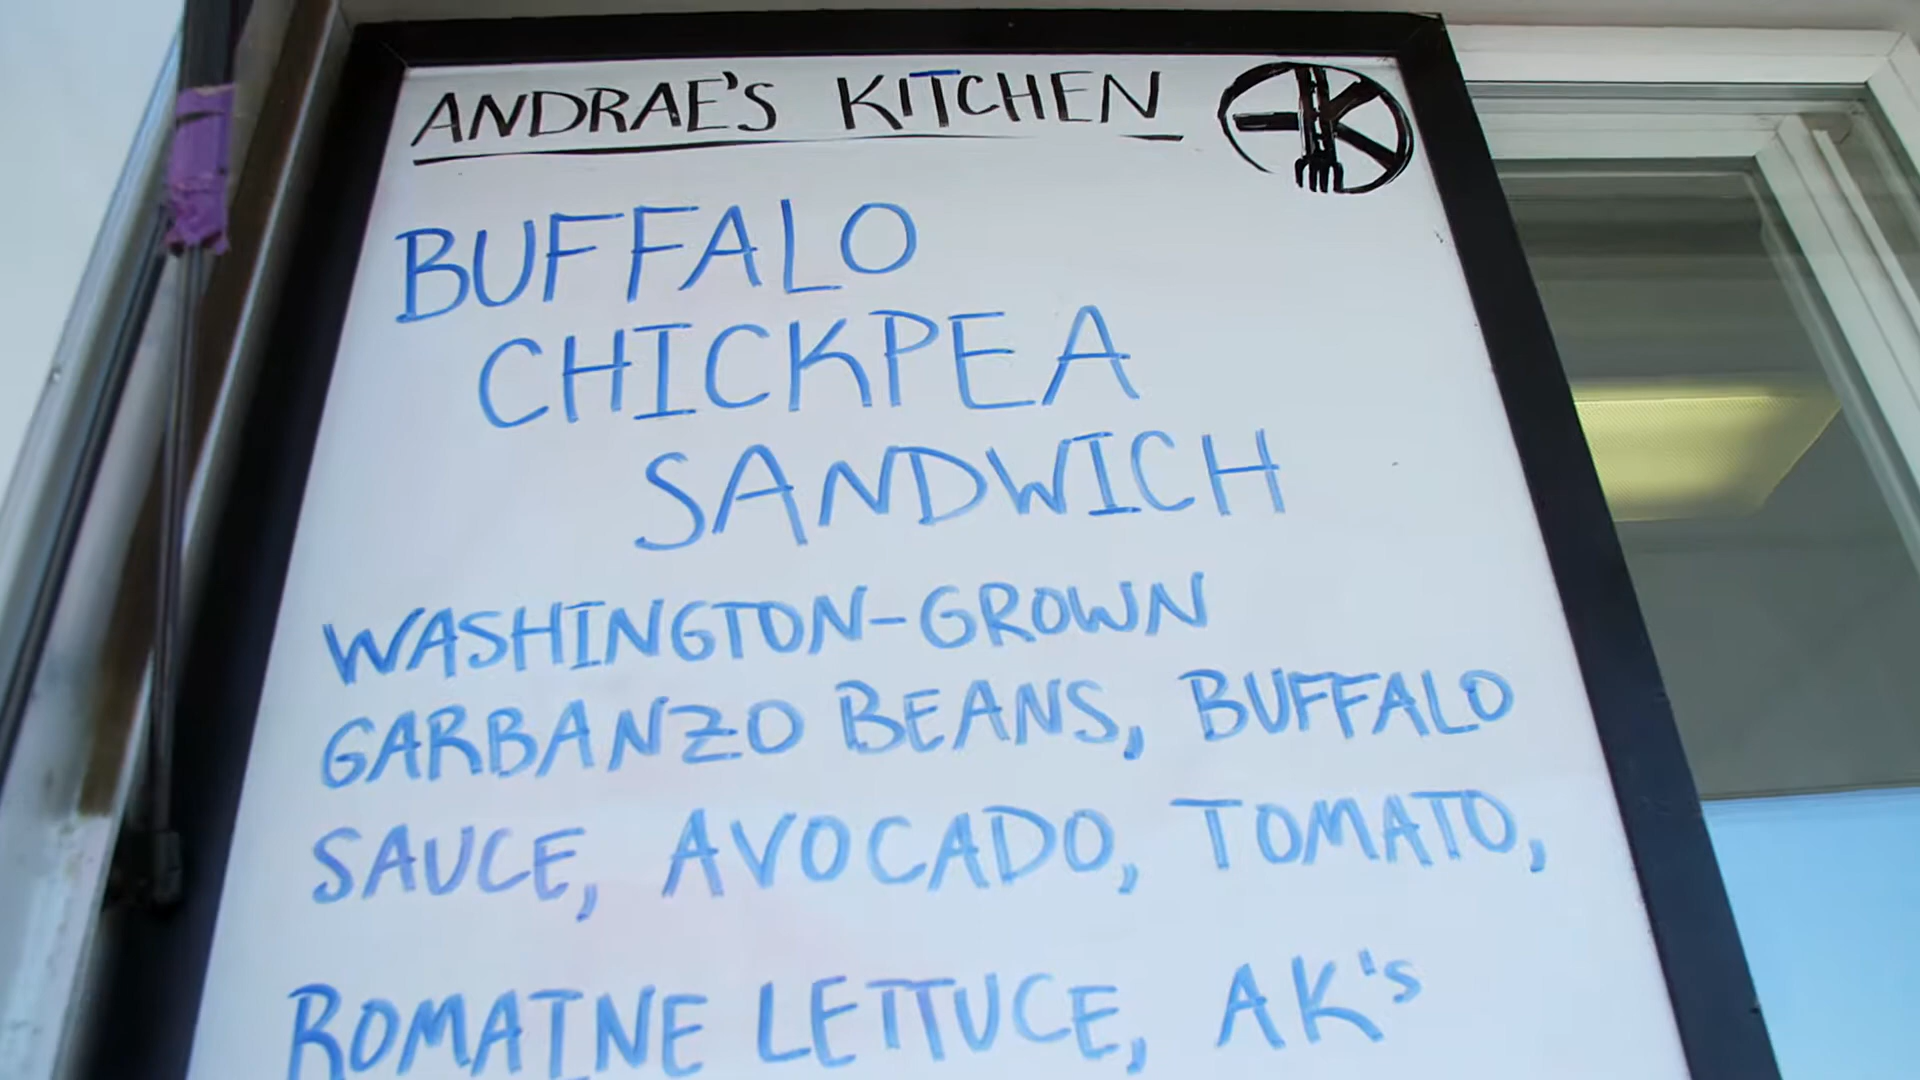 ANDRAE'S KITCHEN
BUFFALO
CHICKPEA
SANDWICH
WASHINGTON-GROWN
GARBANZO BEANS, BUFFALO
SAUCE, AVOCADO, TOMATO,
ROMAINE LETTUCE, AK's